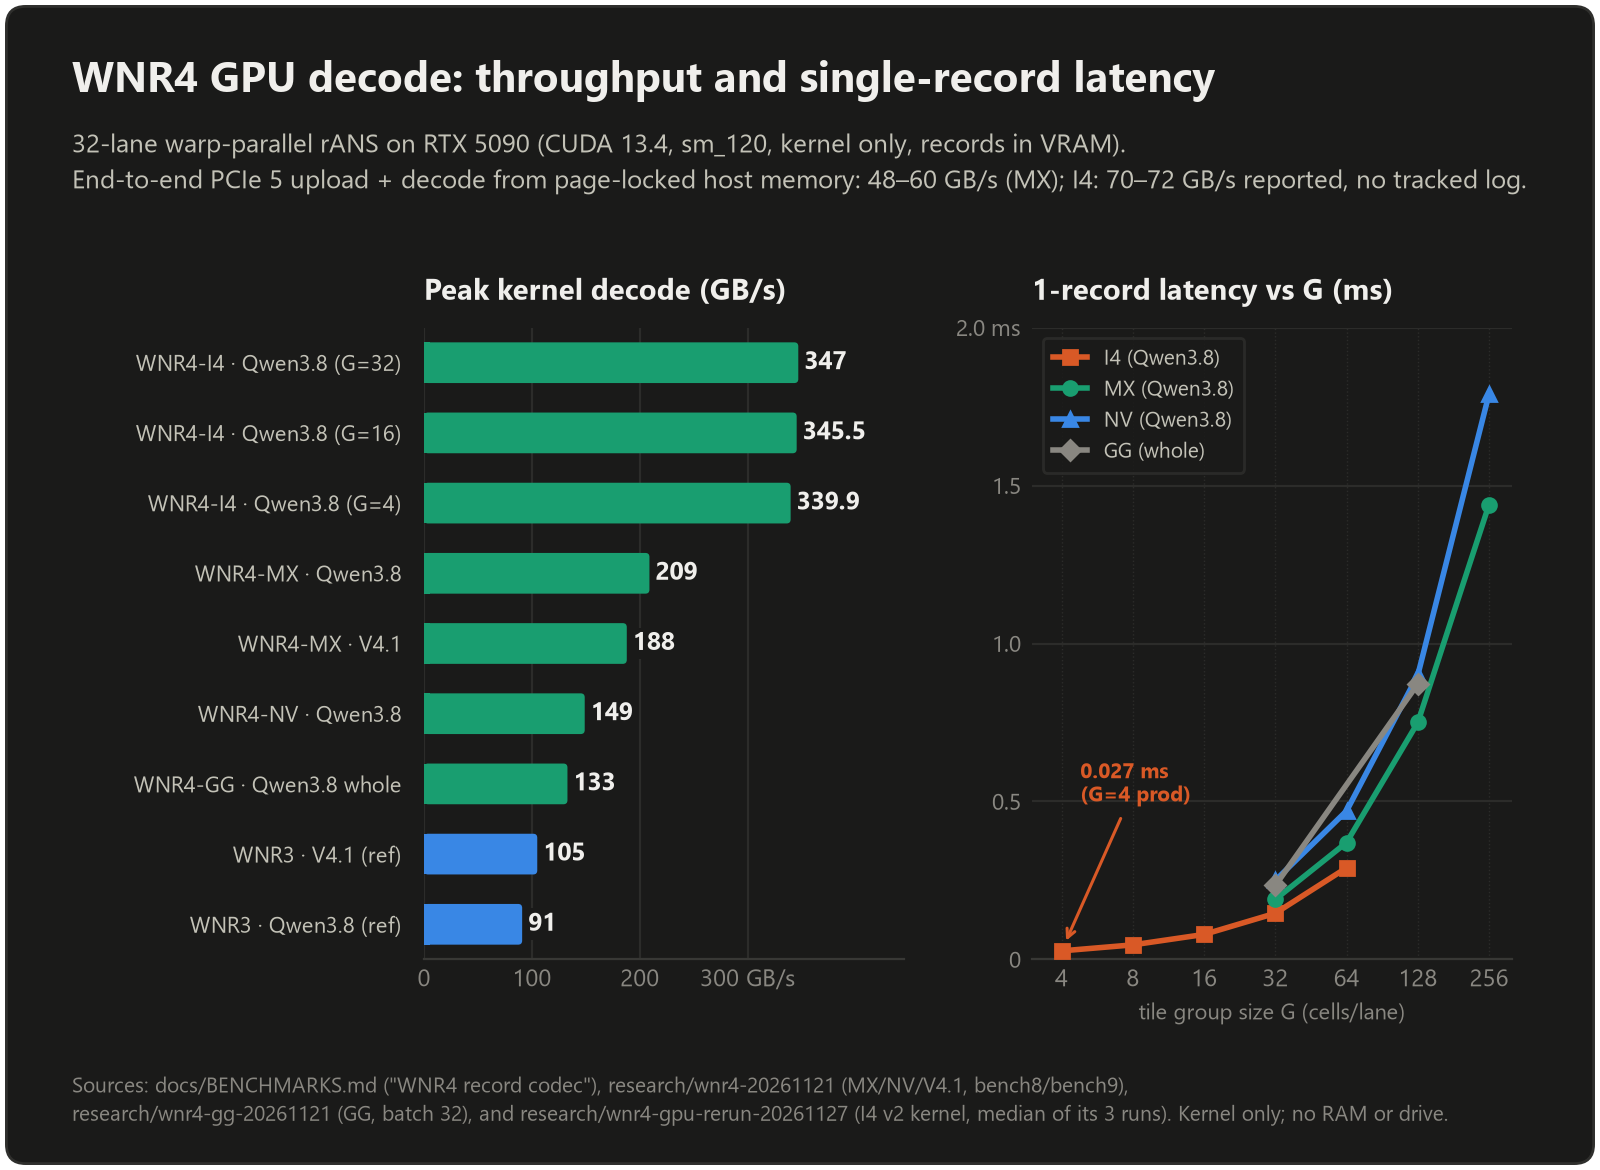 WNR4 GPU decode: throughput and single-record latency
32-lane warp-parallel rANS on RTX 5090 (CUDA 13.4, sm_120, kernel only, records in VRAM).
End-to-end PCIe 5 upload + decode from page-locked host memory: 48–60 GB/s (MX); I4: 70–72 GB/s reported, no tracked log.
Peak kernel decode (GB/s)
WNR4-I4 · Qwen3.8 (G=32) 347
WNR4-I4 · Qwen3.8 (G=16) 345.5
WNR4-I4 · Qwen3.8 (G=4) 339.9
WNR4-MX · Qwen3.8 209
WNR4-MX · V4.1 188
WNR4-NV · Qwen3.8 149
WNR4-GG · Qwen3.8 whole 133
WNR3 · V4.1 (ref) 105
WNR3 · Qwen3.8 (ref) 91
0 100 200 300 GB/s
1-record latency vs G (ms)
2.0 ms
I4 (Qwen3.8)
MX (Qwen3.8)
NV (Qwen3.8)
GG (whole)
1.5
1.0
0.027 ms
(G=4 prod)
0.5
0
4 8 16 32 64 128 256
tile group size G (cells/lane)
Sources: docs/BENCHMARKS.md ("WNR4 record codec"), research/wnr4-20261121 (MX/NV/V4.1, bench8/bench9),
research/wnr4-gg-20261121 (GG, batch 32), and research/wnr4-gpu-rerun-20261127 (I4 v2 kernel, median of its 3 runs). Kernel only; no RAM or drive.